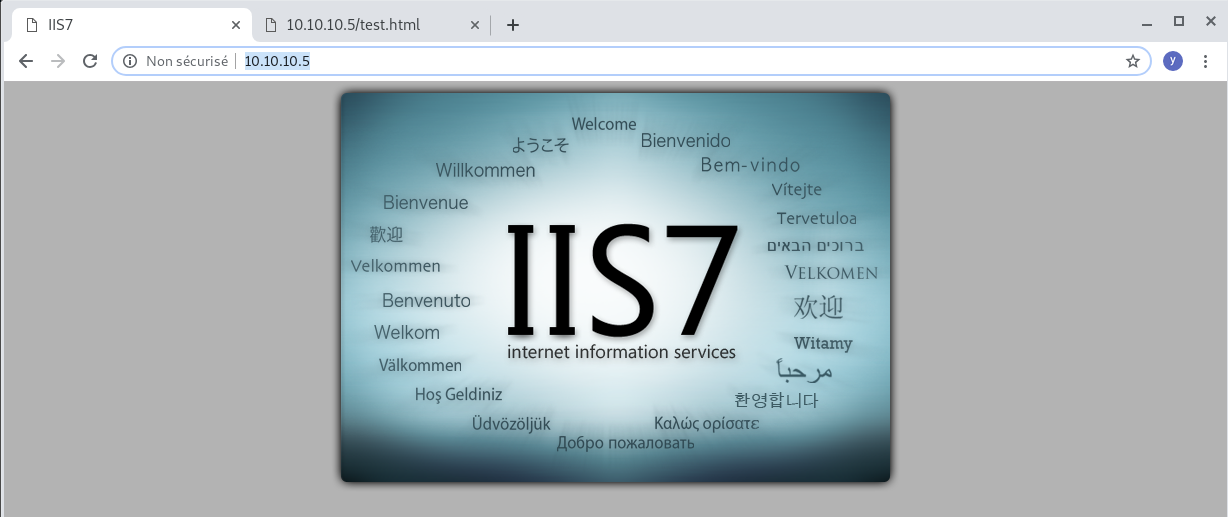 IIS7
10.10.10.5/test.html
Non sécurisé
10.10.10.5
y
Welcome
ようこそ
Bienvenido
Willkommen
Bem-vindo
Vítejte
Bienvenue
Tervetuloa
歡迎
ברוכים הבאים
Velkommen
VELKOMEN
Benvenuto
欢迎
IIS7
Welkom
Witamy
internet information services
Välkommen
مرحباً
Hoş Geldiniz
환영합니다
Üdvözöljük
Καλώς ορίσατε
Добро пожаловать